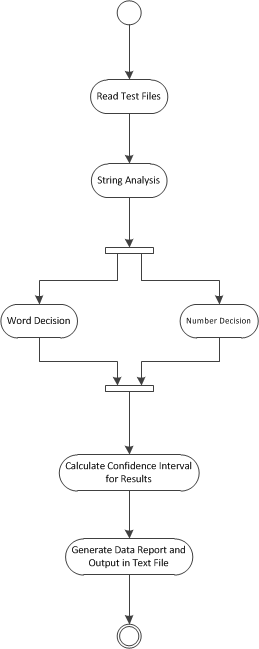 Read Test Files
String Analysis
Word Decision
Number Decision
Calculate Confidence Interval
for Results
Generate Data Report and
Output in Text File